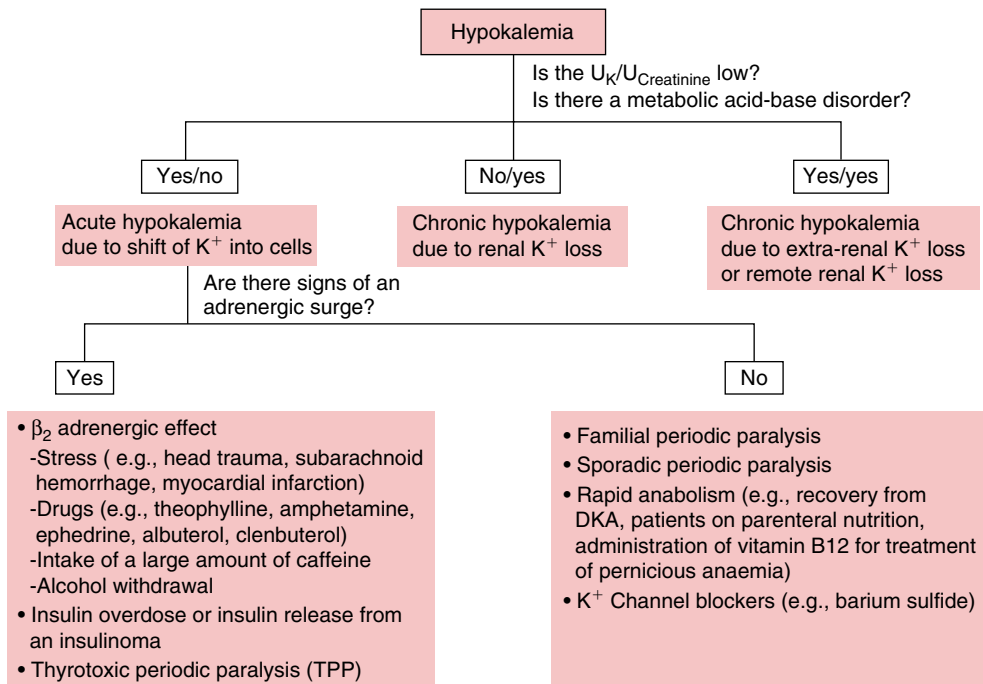 Hypokalemia
Is the U_K/U_Creatinine low?
Is there a metabolic acid-base disorder?
Yes/no
No/yes
Yes/yes
Acute hypokalemia
due to shift of K⁺ into cells
Chronic hypokalemia
due to renal K⁺ loss
Chronic hypokalemia
due to extra-renal K⁺ loss
or remote renal K⁺ loss
Are there signs of an
adrenergic surge?
Yes
No
• β₂ adrenergic effect
-Stress ( e.g., head trauma, subarachnoid
hemorrhage, myocardial infarction)
-Drugs (e.g., theophylline, amphetamine,
ephedrine, albuterol, clenbuterol)
-Intake of a large amount of caffeine
-Alcohol withdrawal
• Insulin overdose or insulin release from
an insulinoma
• Thyrotoxic periodic paralysis (TPP)
• Familial periodic paralysis
• Sporadic periodic paralysis
• Rapid anabolism (e.g., recovery from
DKA, patients on parenteral nutrition,
administration of vitamin B12 for treatment
of pernicious anaemia)
• K⁺ Channel blockers (e.g., barium sulfide)